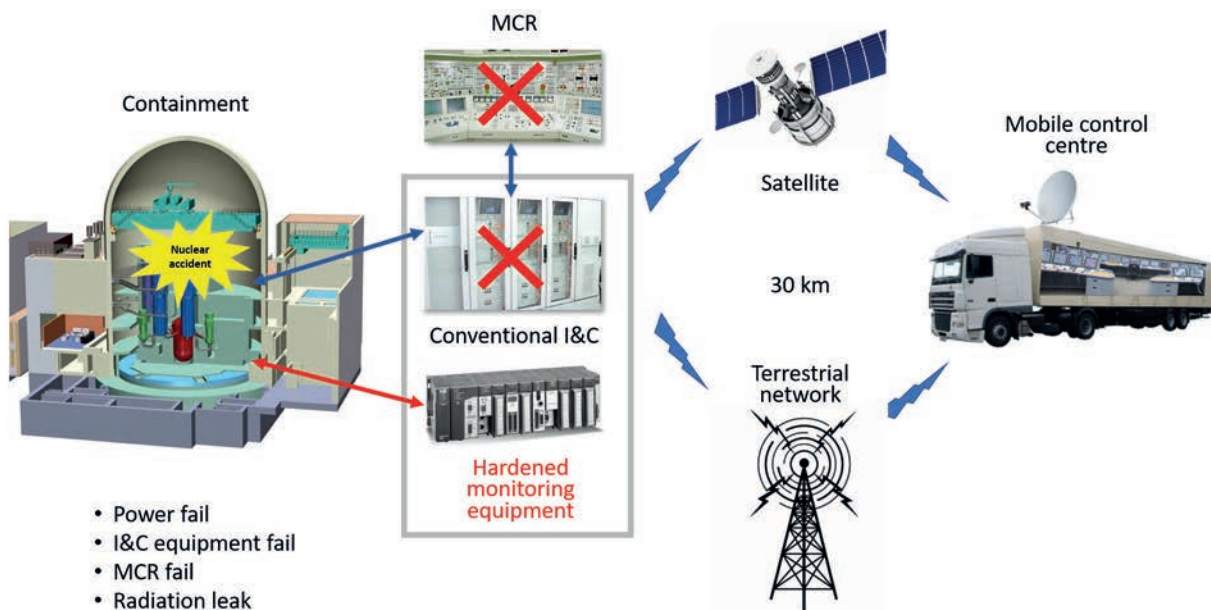 MCR
Containment
Nuclear
accident
Conventional I&C
Hardened
monitoring
equipment
Satellite
30 km
Terrestrial
network
Mobile control
centre
• Power fail
• I&C equipment fail
• MCR fail
• Radiation leak